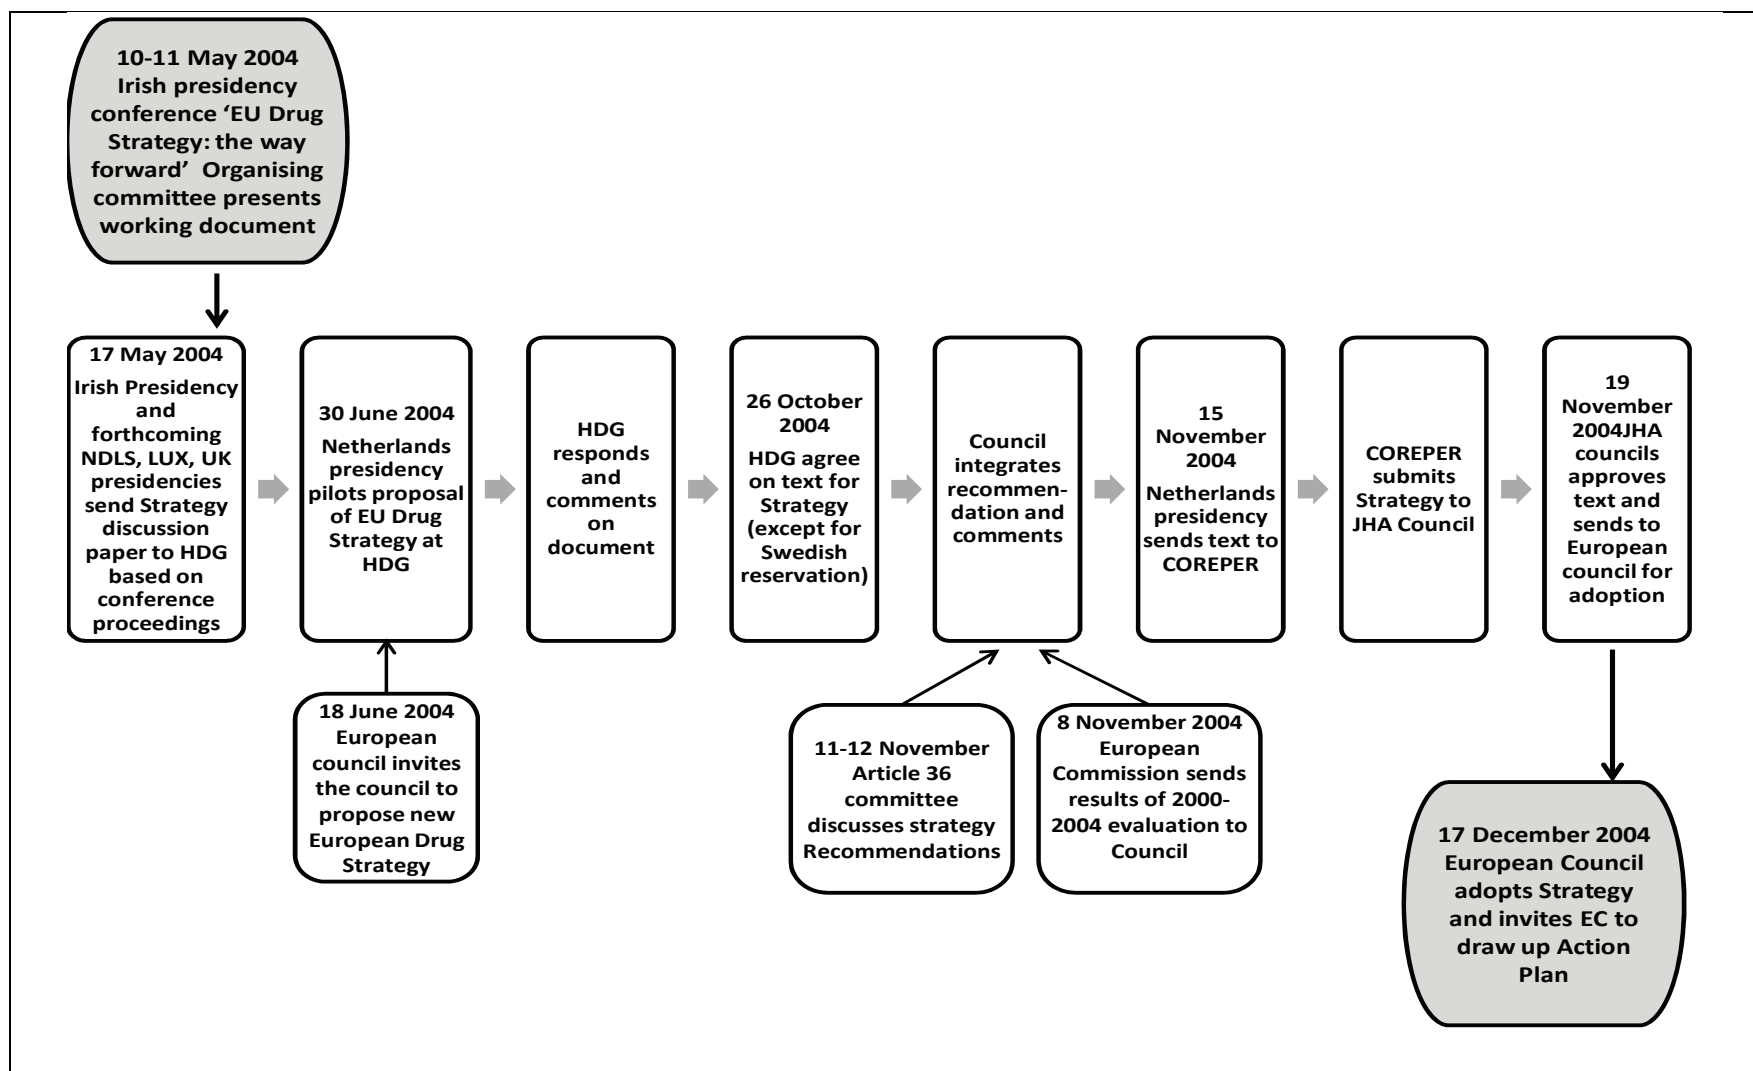 10-11 May 2004
Irish presidency
conference ‘EU Drug
Strategy: the way
forward’  Organising
committee presents
working document
17 May 2004
Irish Presidency
and
forthcoming
NDLS, LUX, UK
presidencies
send Strategy
discussion
paper to HDG
based on
conference
proceedings
30 June 2004
Netherlands
presidency
pilots proposal
of EU Drug
Strategy at
HDG
HDG
responds
and
comments
on
document
26 October
2004
HDG agree
on text for
Strategy
(except for
Swedish
reservation)
Council
integrates
recommen-
dation and
comments
15
November
2004
Netherlands
presidency
sends text to
COREPER
COREPER
submits
Strategy to
JHA Council
19
November
2004JHA
councils
approves
text and
sends to
European
council for
adoption
18 June 2004
European
council invites
the council to
propose new
European Drug
Strategy
11-12 November
Article 36
committee
discusses strategy
Recommendations
8 November 2004
European
Commission sends
results of 2000-
2004 evaluation to
Council
17 December 2004
European Council
adopts Strategy
and invites EC to
draw up Action
Plan